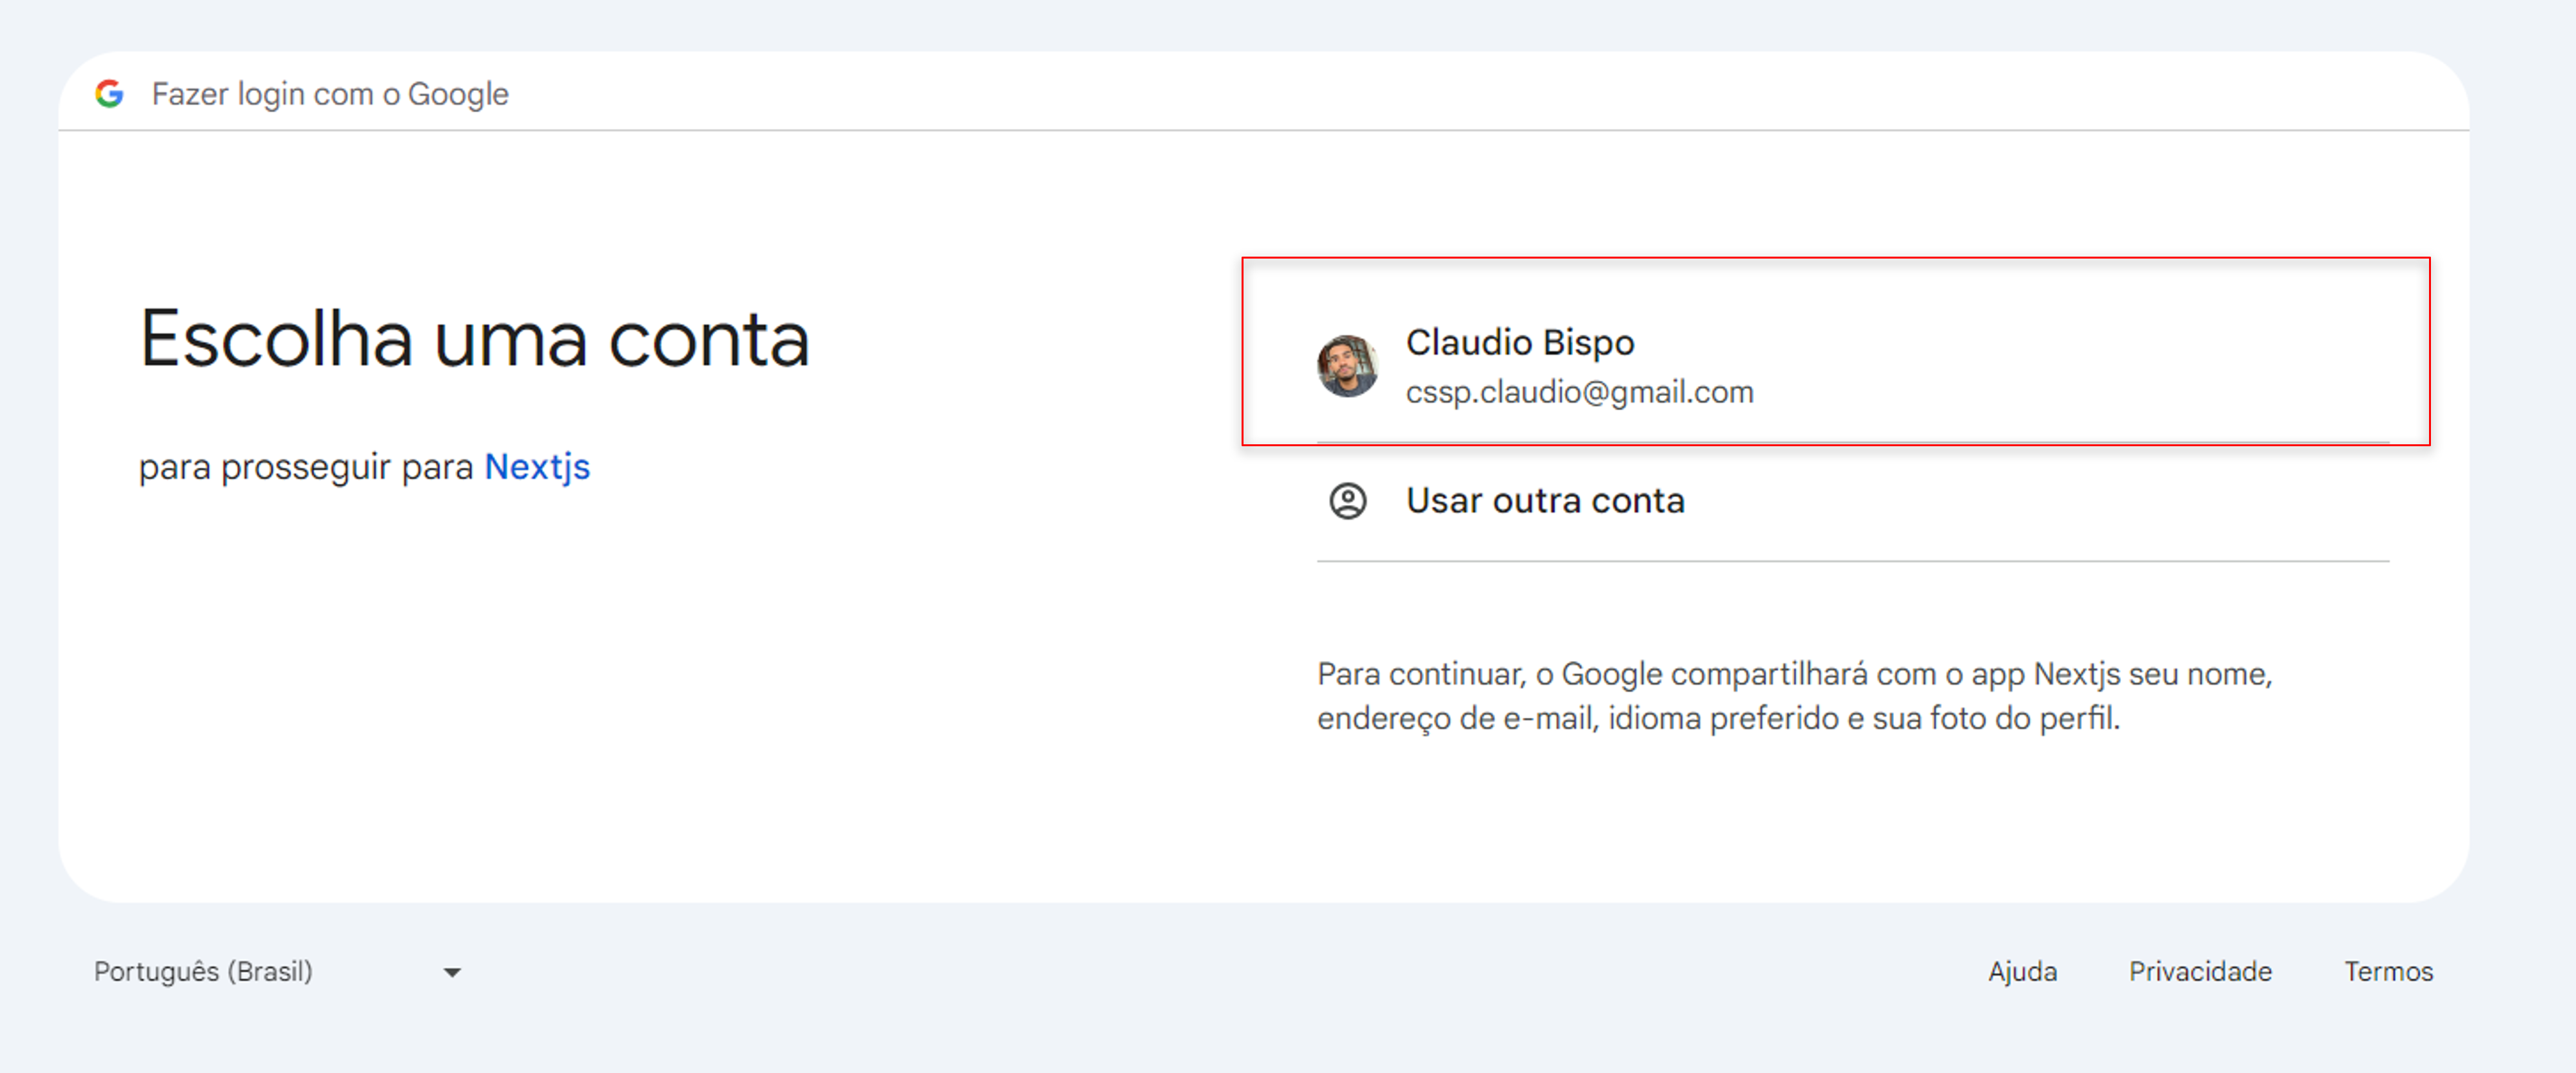 Fazer login com o Google
Escolha uma conta
para prosseguir para Nextjs
Claudio Bispo
cssp.claudio@gmail.com
Usar outra conta
Para continuar, o Google compartilhará com o app Nextjs seu nome,
endereço de e-mail, idioma preferido e sua foto do perfil.
Português (Brasil)
Ajuda
Privacidade
Termos